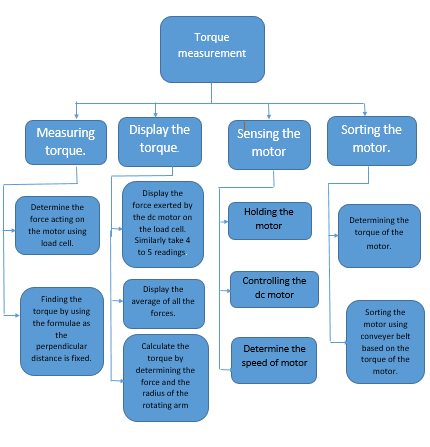 Torque
measurement
Measuring
torque.
Display the
torque.
Sensing the
motor
Sorting the
motor.
Determine the
force acting on
the motor using
load cell.
Finding the
torque by using
the formulae as
the
perpendicular
distance is fixed.
Display the
force exerted by
the dc motor on
the load cell.
Similarly take 4
to 5 readings.
Display the
average of all the
forces.
Calculate the
torque by
determining the
force and the
radius of the
rotating arm
Holding the
motor
Controlling the
dc motor
Determine the
speed of motor
Determining the
torque of the
motor.
Sorting the
motor using
conveyer belt
based on the
torque of the
motor.